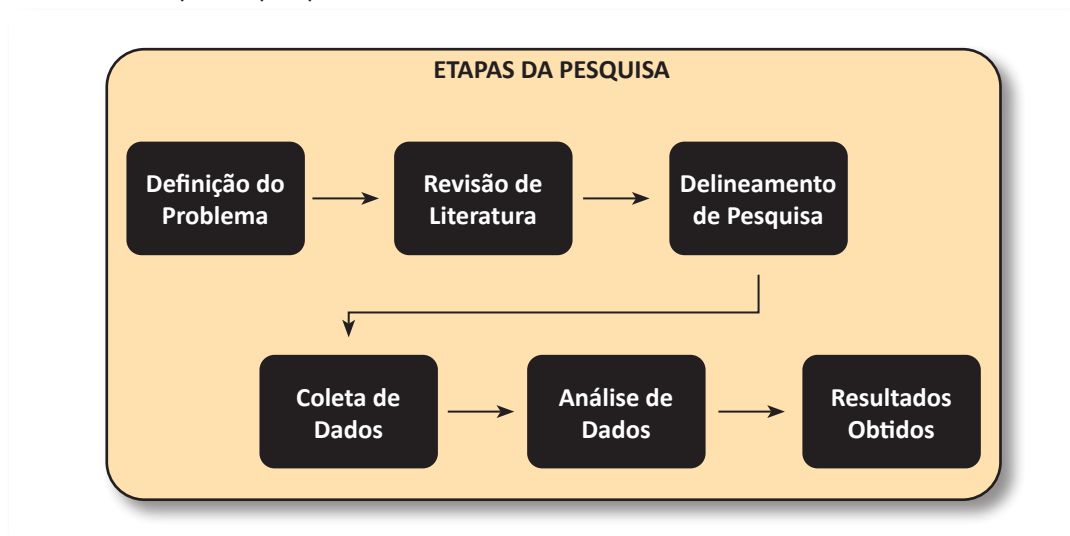 ETAPAS DA PESQUISA
Definição do
Problema
Revisão de
Literatura
Delineamento
de Pesquisa
Coleta de
Dados
Análise de
Dados
Resultados
Obtidos